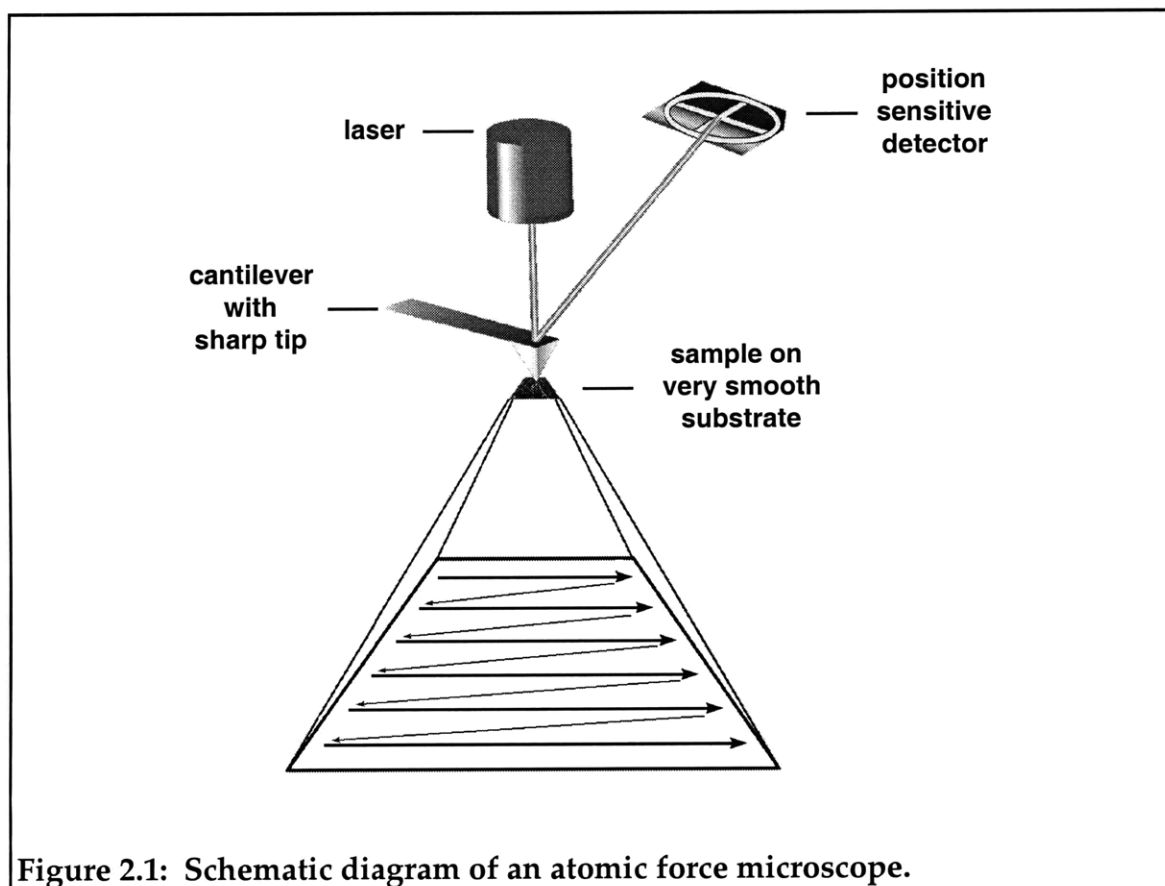 laser
position
sensitive
detector
cantilever
with
sharp tip
sample on
very smooth
substrate
Figure 2.1:  Schematic diagram of an atomic force microscope.